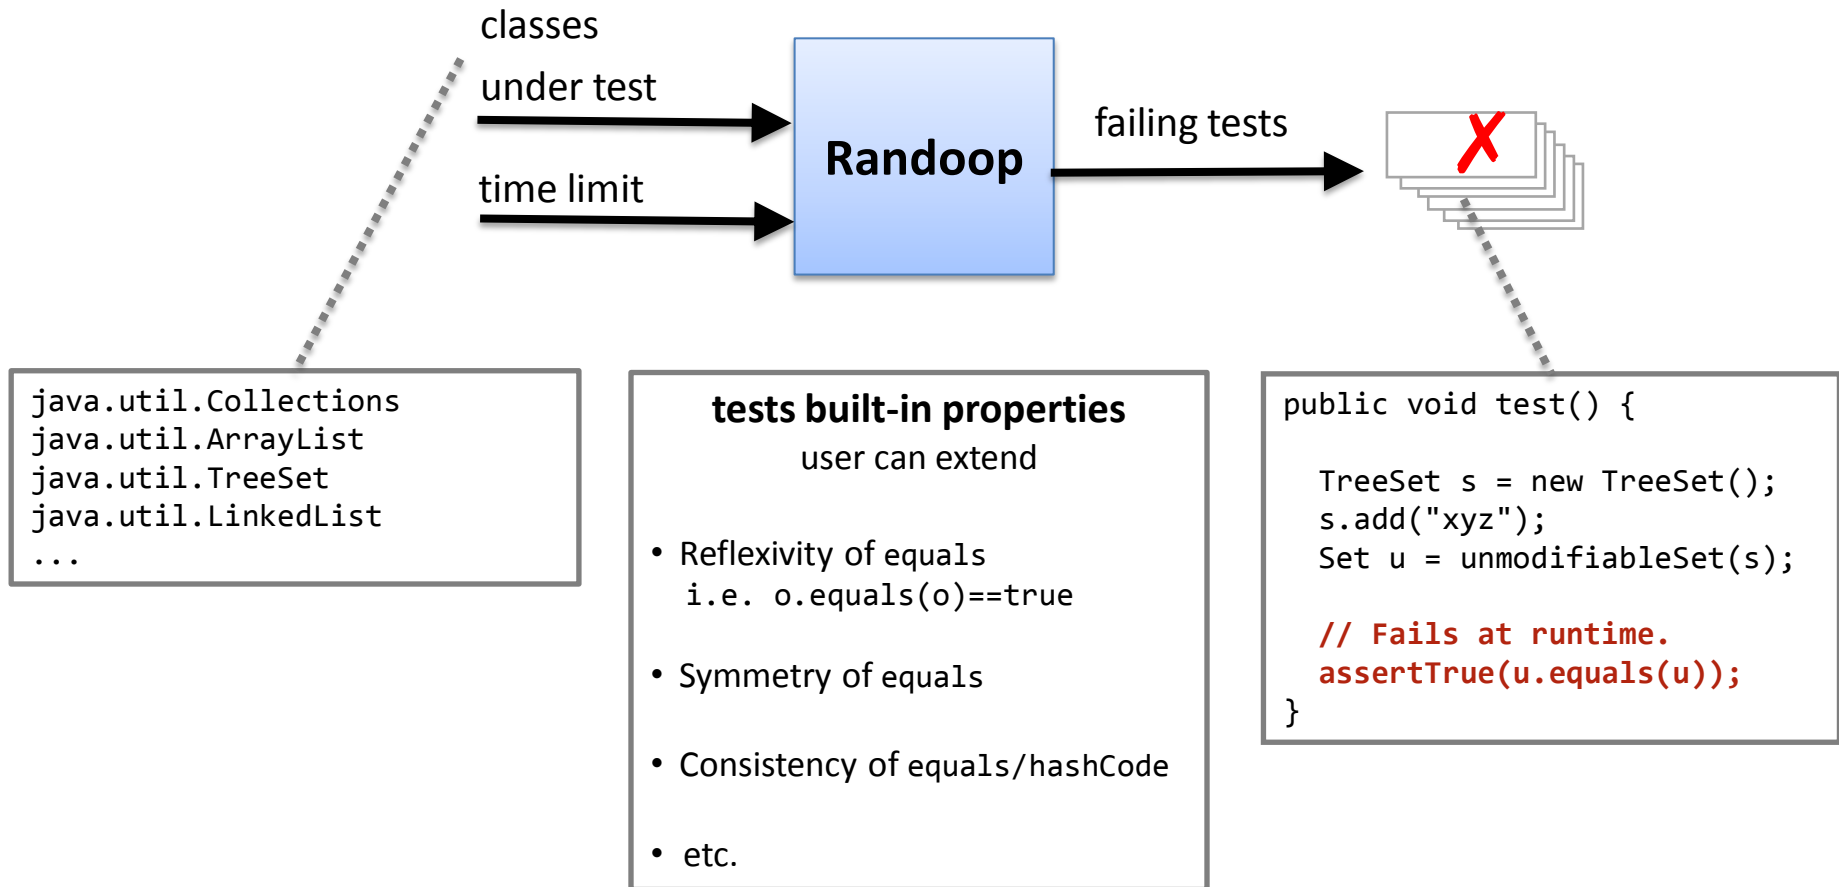 classes
under test
time limit
Randoop
failing tests
✗
java.util.Collections
java.util.ArrayList
java.util.TreeSet
java.util.LinkedList
...
tests built-in properties
user can extend
• Reflexivity of equals
i.e. o.equals(o)==true
• Symmetry of equals
• Consistency of equals/hashCode
• etc.
public void test() {
TreeSet s = new TreeSet();
s.add("xyz");
Set u = unmodifiableSet(s);
// Fails at runtime.
assertTrue(u.equals(u));
}